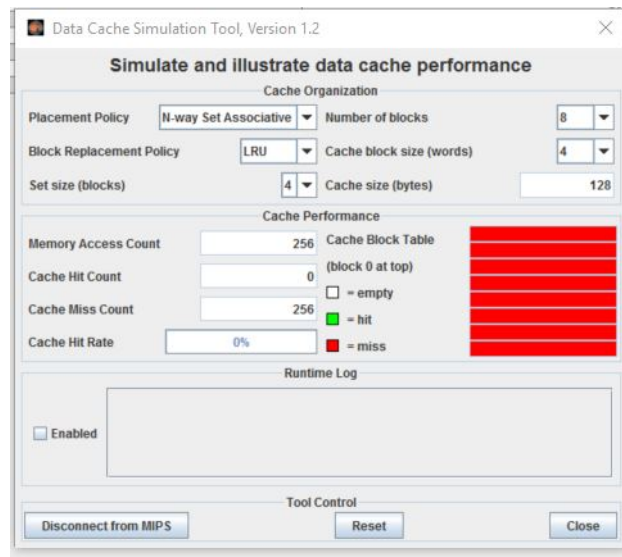 Data Cache Simulation Tool, Version 1.2
Simulate and illustrate data cache performance
Cache Organization
Placement Policy N-way Set Associative Number of blocks 8
Block Replacement Policy LRU Cache block size (words) 4
Set size (blocks) 4 Cache size (bytes) 128
Cache Performance
Memory Access Count 256 Cache Block Table
(block 0 at top)
Cache Hit Count 0
= empty
Cache Miss Count 256
= hit
Cache Hit Rate 0%
= miss
Runtime Log
Enabled
Tool Control
Disconnect from MIPS Reset Close